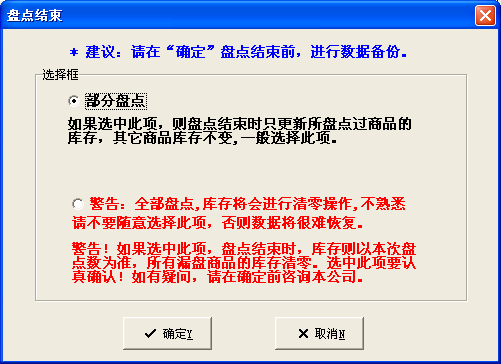 盘点结束
* 建议：请在“确定”盘点结束前，进行数据备份。
选择框
部分盘点
如果选中此项，则盘点结束时只更新所盘点过商品的
库存，其它商品库存不变,一般选择此项。
警告：全部盘点,库存将会进行清零操作,不熟悉
请不要随意选择此项，否则数据将很难恢复。
警告！如果选中此项，盘点结束时，库存则以本次盘
点数为准，所有漏盘商品的库存清零。选中此项要认
真确认！如有疑问，请在确定前咨询本公司。
确定Y
取消N